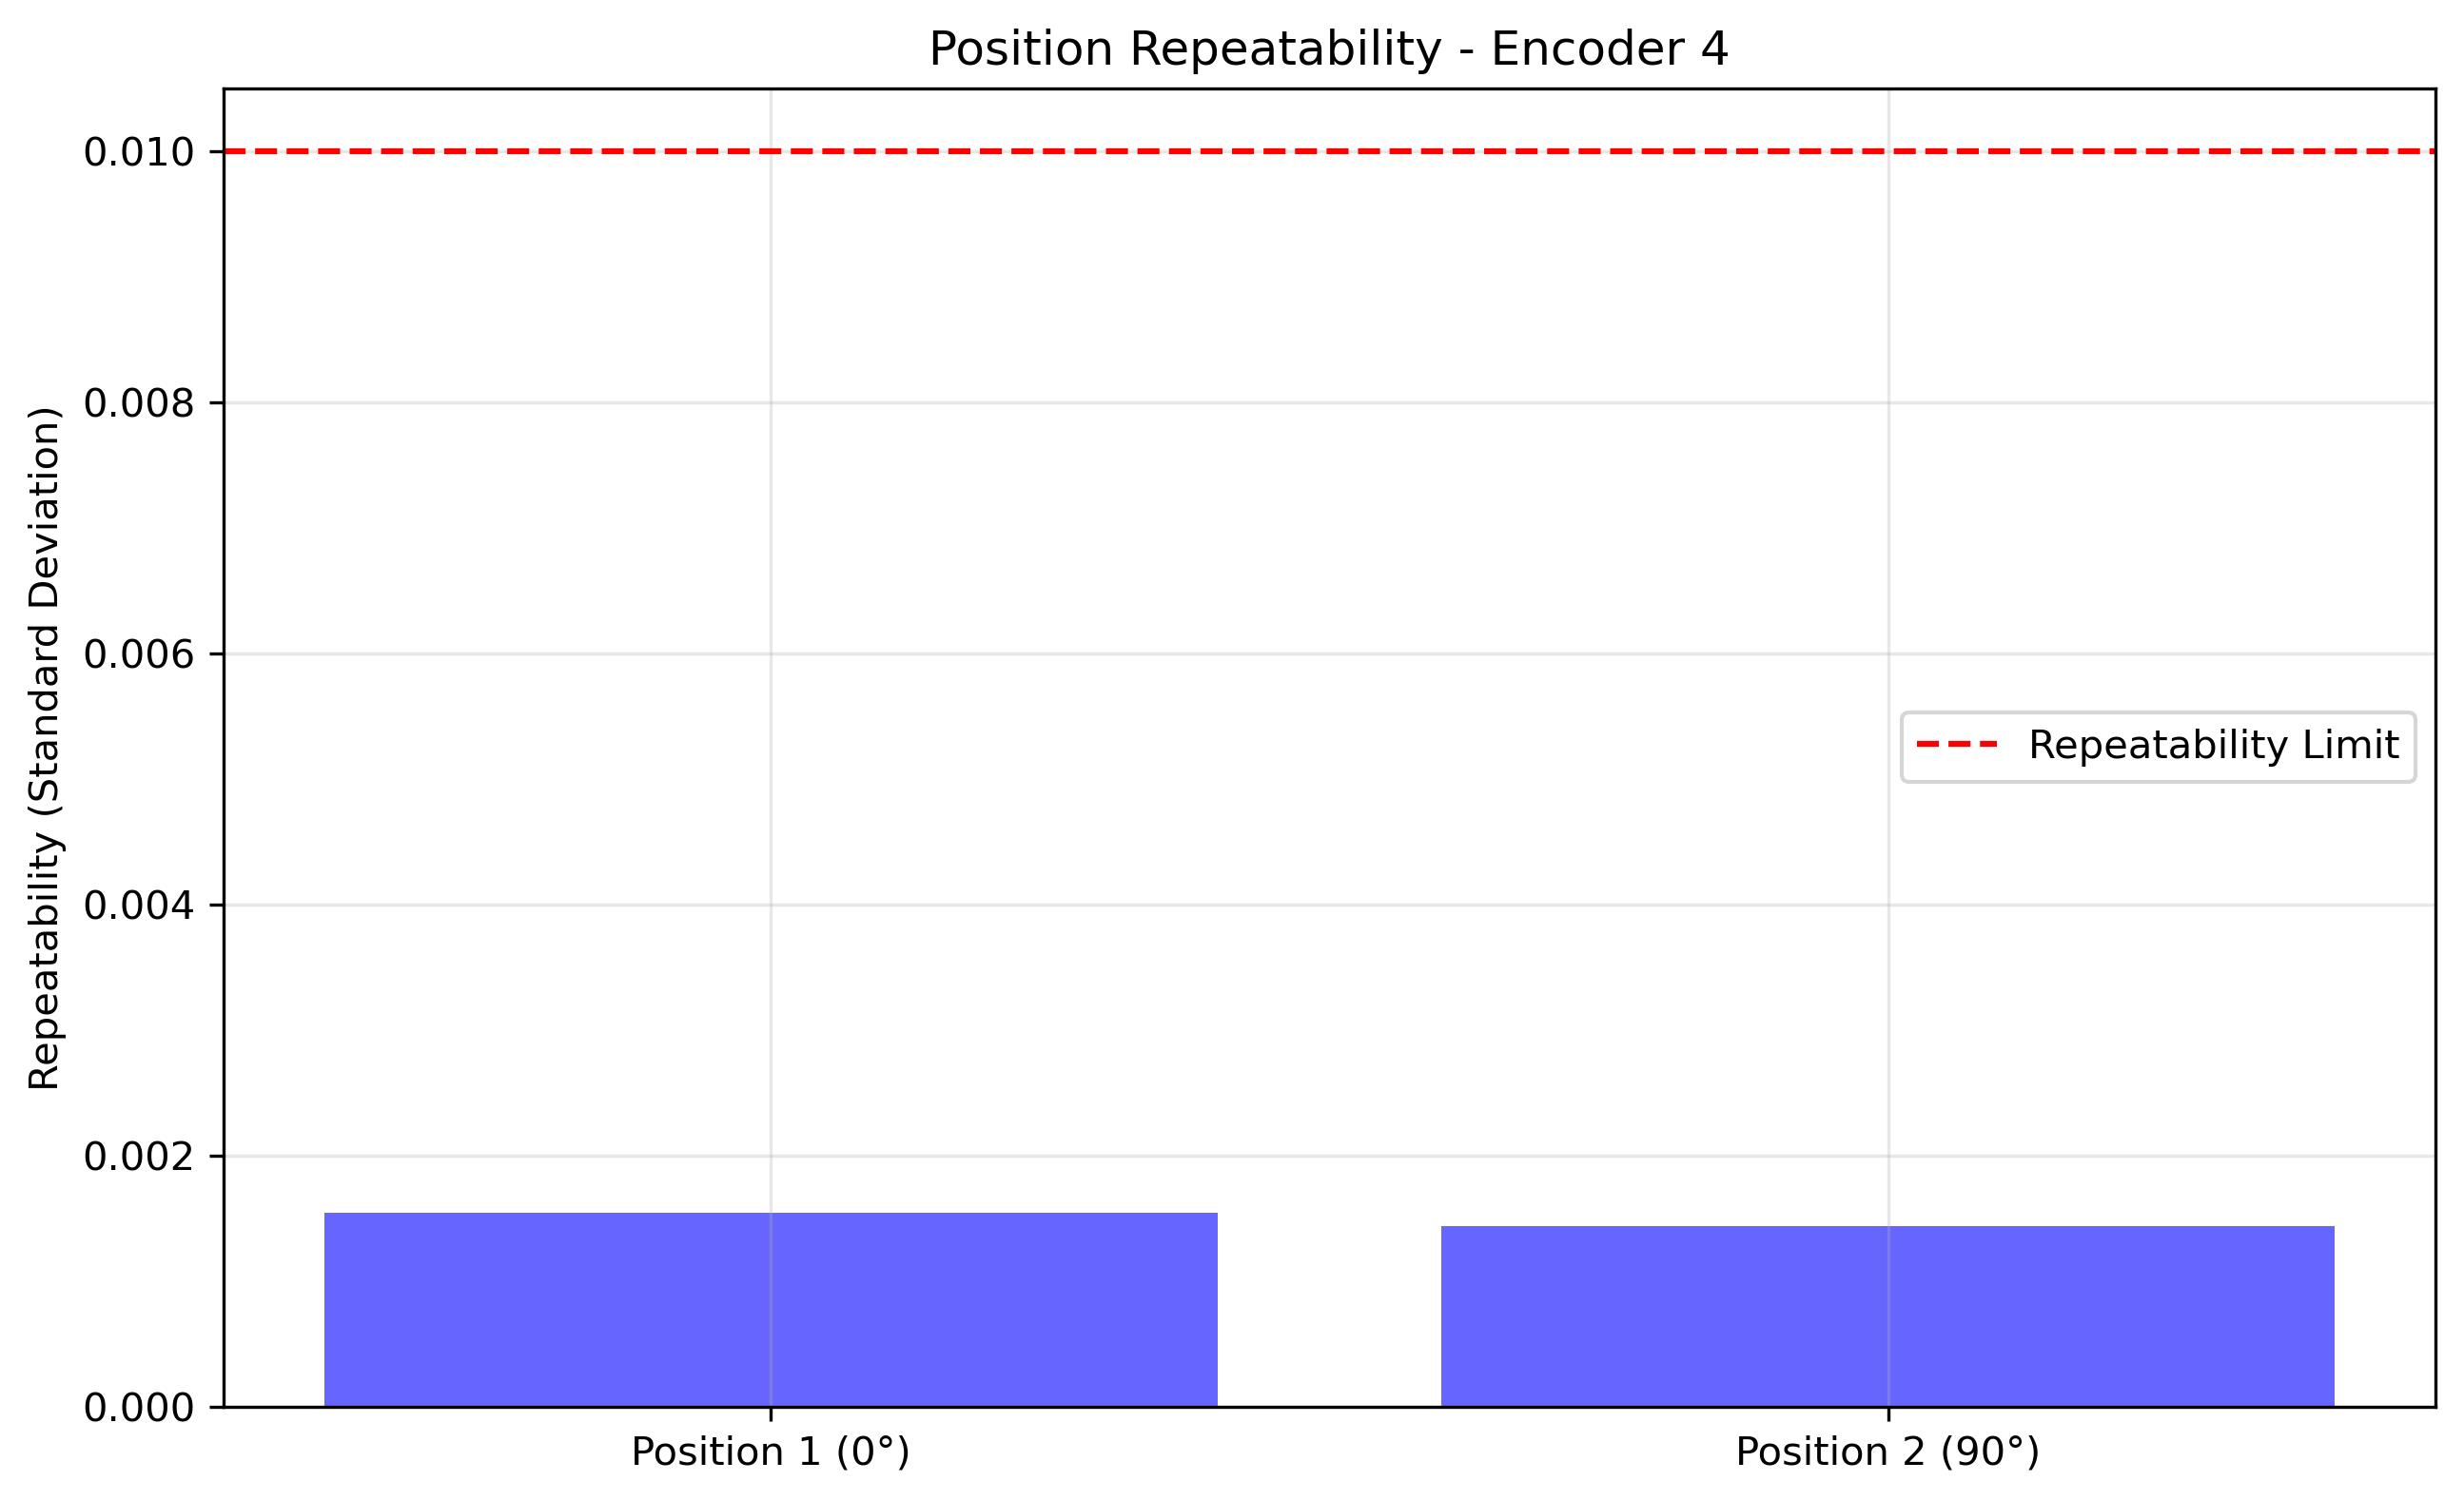 Position Repeatability - Encoder 4
Repeatability (Standard Deviation)
0.010
0.008
0.006
0.004
0.002
0.000
Repeatability Limit
Position 1 (0°)
Position 2 (90°)